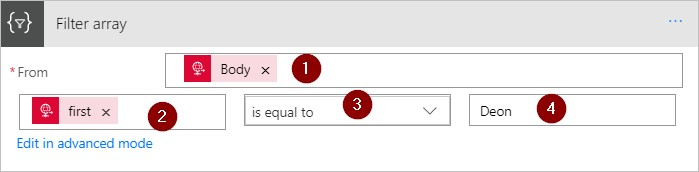 Filter array ...
* From Body × 1
first × 2 is equal to 3 Deon 4
Edit in advanced mode